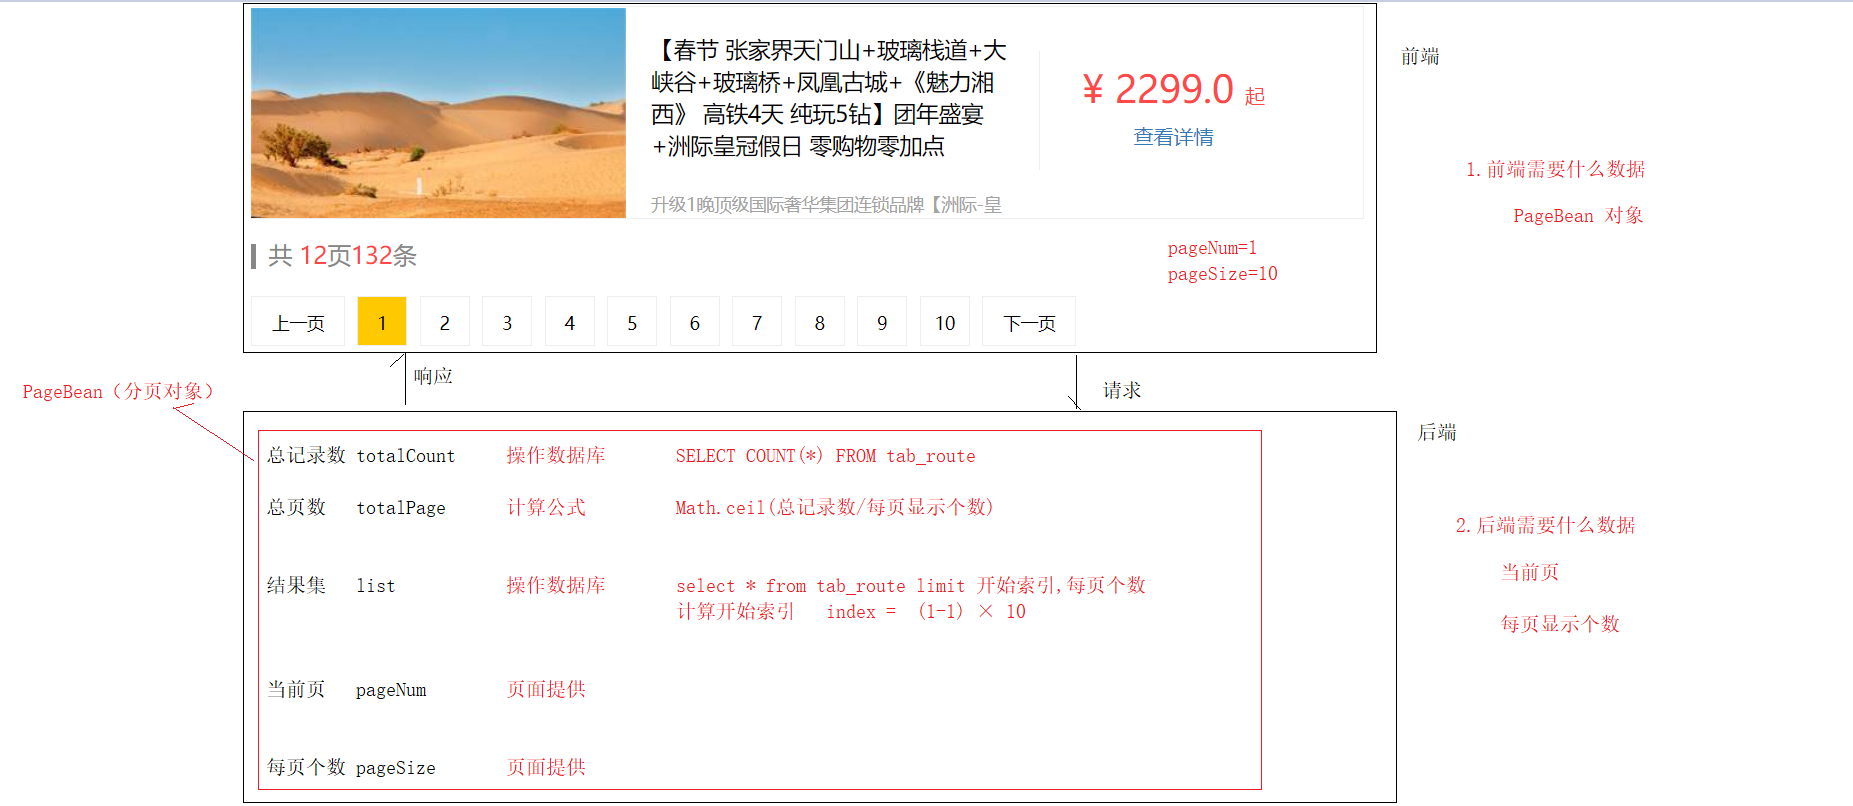 【春节 张家界天门山+玻璃栈道+大
峡谷+玻璃桥+凤凰古城+《魅力湘
西》 高铁4天 纯玩5钻】团年盛宴
+洲际皇冠假日 零购物零加点
升级1晚顶级国际奢华集团连锁品牌【洲际-皇
¥ 2299.0 起
查看详情
前端
1.前端需要什么数据
PageBean 对象
共 12页132条
pageNum=1
pageSize=10
上一页 1 2 3 4 5 6 7 8 9 10 下一页
响应
请求
PageBean（分页对象）
后端
总记录数 totalCount 操作数据库 SELECT COUNT(*) FROM tab_route
总页数 totalPage 计算公式 Math.ceil(总记录数/每页显示个数)
2.后端需要什么数据
当前页
每页显示个数
结果集 list 操作数据库 select * from tab_route limit 开始索引,每页个数
计算开始索引 index = (1-1) × 10
当前页 pageNum 页面提供
每页个数 pageSize 页面提供